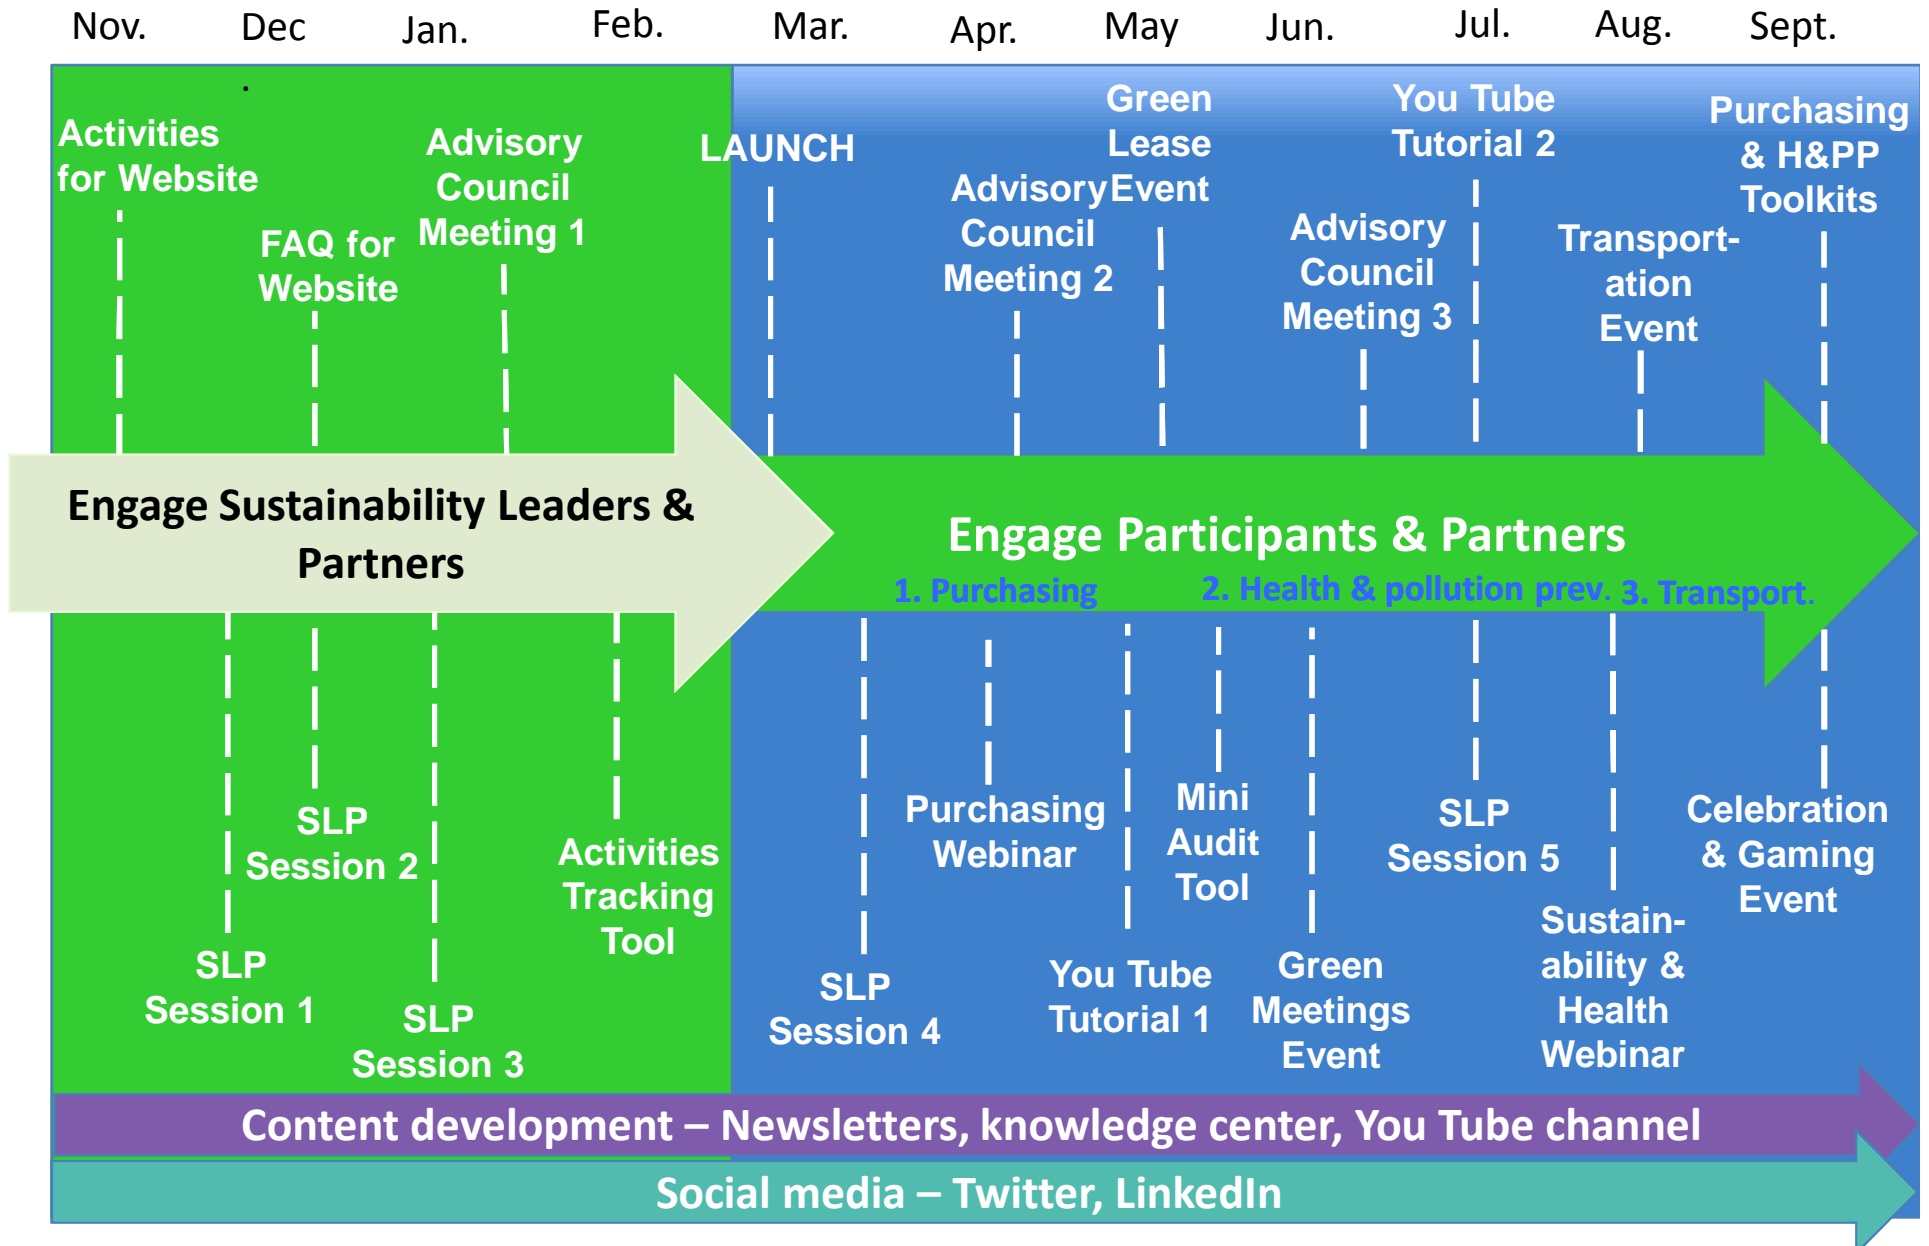 Nov. Dec Jan. Feb. Mar. Apr. May Jun. Jul. Aug. Sept.
.
Activities
for Website
FAQ for
Website
Advisory
Council
Meeting 1
LAUNCH
Advisory
Council
Meeting 2
Green
Lease
Event
Advisory
Council
Meeting 3
You Tube
Tutorial 2
Transport-
ation
Event
Purchasing
& H&PP
Toolkits
Engage Sustainability Leaders &
Partners
Engage Participants & Partners
1. Purchasing
2. Health & pollution prev.
3. Transport.
SLP
Session 1
SLP
Session 2
SLP
Session 3
Activities
Tracking
Tool
SLP
Session 4
Purchasing
Webinar
You Tube
Tutorial 1
Mini
Audit
Tool
Green
Meetings
Event
SLP
Session 5
Sustain-
ability &
Health
Webinar
Celebration
& Gaming
Event
Content development – Newsletters, knowledge center, You Tube channel
Social media – Twitter, LinkedIn